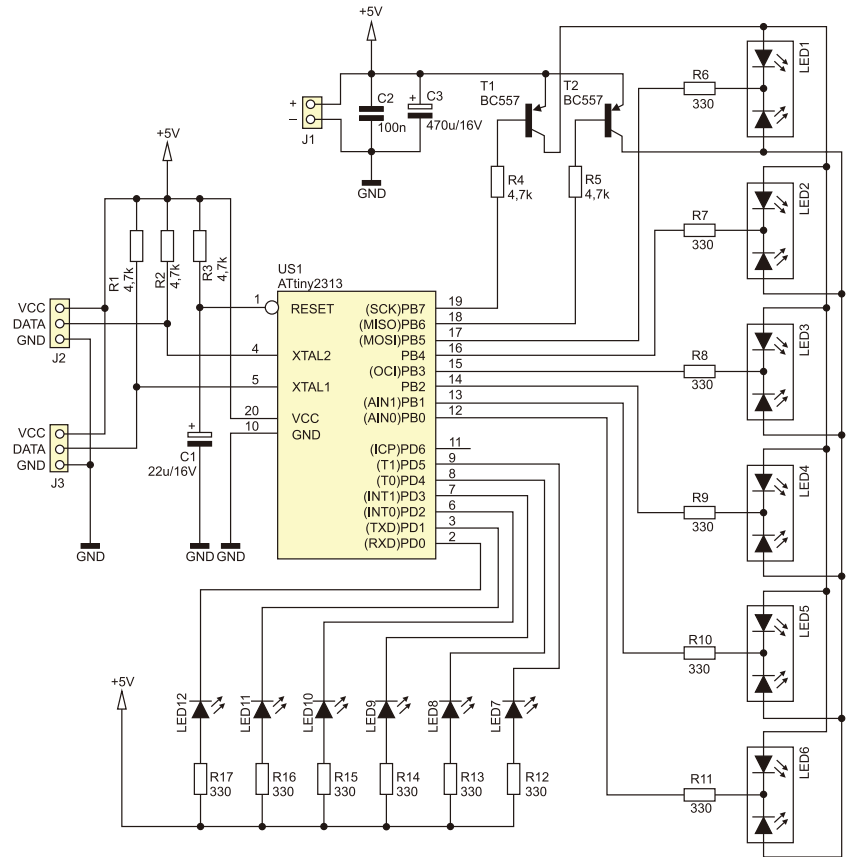 +5V
LED1
T1
BC557
T2
BC557
R6
330
+
–
J1
C2
100n
+
C3
470u/16V
GND
R4
4,7k
R5
4,7k
+5V
LED2
R7
330
R1
4,7k
R2
4,7k
R3
4,7k
US1
ATtiny2313
VCC
DATA
GND
J2
1
RESET
4
XTAL2
5
XTAL1
20
VCC
10
GND
(SCK)PB7
19
(MISO)PB6
18
(MOSI)PB5
17
PB4
16
(OCI)PB3
15
PB2
14
(AIN1)PB1
13
(AIN0)PB0
12
(ICP)PD6
11
(T1)PD5
9
(T0)PD4
8
(INT1)PD3
7
(INT0)PD2
6
(TXD)PD1
3
(RXD)PD0
2
LED3
R8
330
VCC
DATA
GND
J3
+
C1
22u/16V
GND
GND
GND
LED4
R9
330
LED5
R10
330
LED6
R11
330
+5V
LED12
LED11
LED10
LED9
LED8
LED7
R17
330
R16
330
R15
330
R14
330
R13
330
R12
330